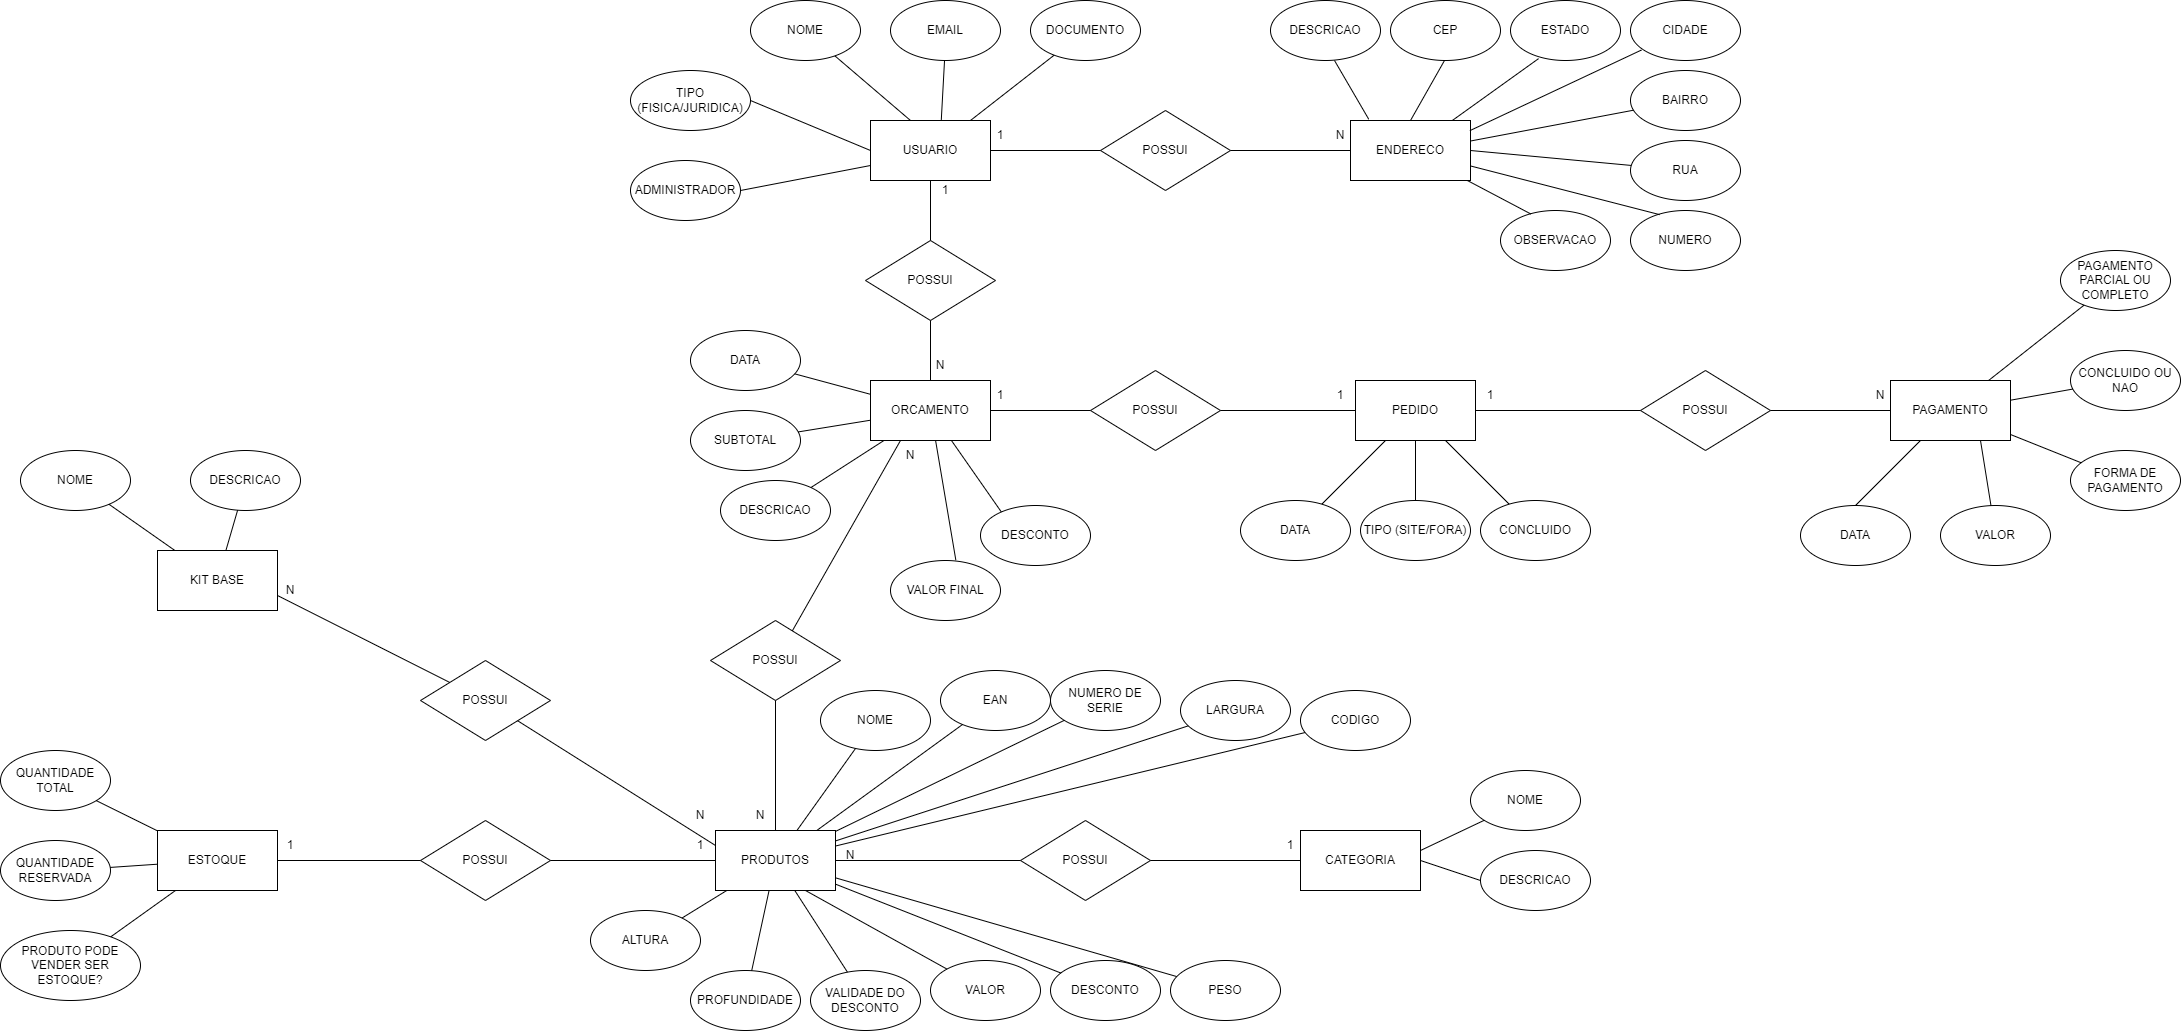 NOME
EMAIL
DOCUMENTO
DESCRICAO
CEP
ESTADO
CIDADE
TIPO
(FISICA/JURIDICA)
BAIRRO
1
N
USUARIO
POSSUI
ENDERECO
RUA
ADMINISTRADOR
1
OBSERVACAO
NUMERO
POSSUI
PAGAMENTO
PARCIAL OU
COMPLETO
DATA
N
1
1
1
N
CONCLUIDO OU
NAO
ORCAMENTO
POSSUI
PEDIDO
POSSUI
PAGAMENTO
SUBTOTAL
N
NOME
DESCRICAO
FORMA DE
PAGAMENTO
DESCRICAO
DESCONTO
DATA
TIPO (SITE/FORA)
CONCLUIDO
DATA
VALOR
KIT BASE
N
VALOR FINAL
POSSUI
POSSUI
NOME
EAN
NUMERO DE
SERIE
LARGURA
CODIGO
QUANTIDADE
TOTAL
NOME
N
N
1
1
N
1
ESTOQUE
POSSUI
PRODUTOS
POSSUI
CATEGORIA
QUANTIDADE
RESERVADA
DESCRICAO
PRODUTO PODE
VENDER SER
ESTOQUE?
ALTURA
PROFUNDIDADE
VALIDADE DO
DESCONTO
VALOR
DESCONTO
PESO